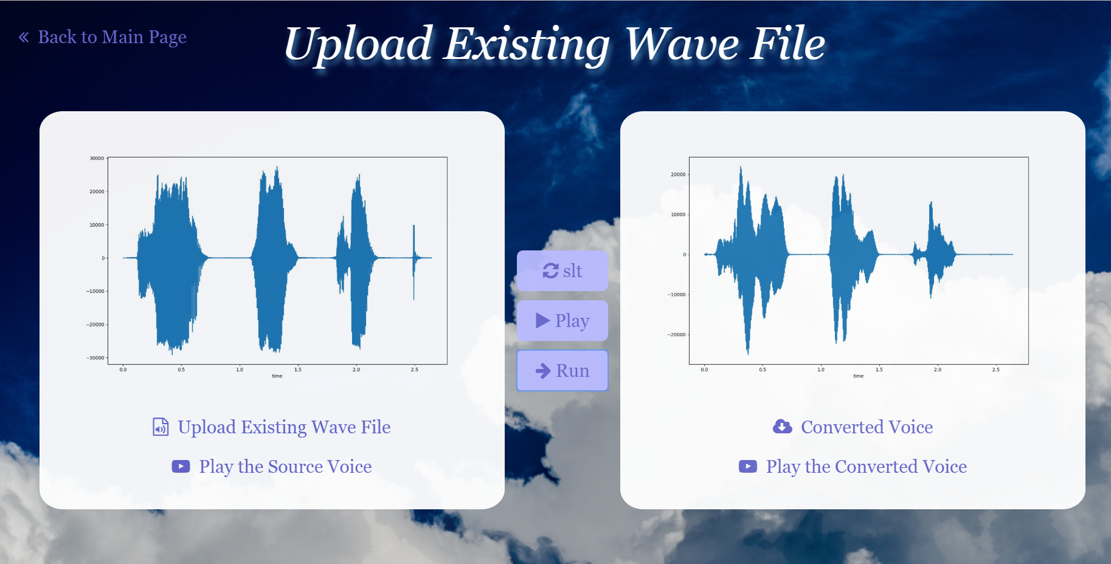 Back to Main Page
Upload Existing Wave File
30000
20000
10000
0
−10000
−20000
−30000
0.0 0.5 1.0 1.5 2.0 2.5
time
Upload Existing Wave File
Play the Source Voice
slt
Play
Run
20000
10000
0
−10000
−20000
0.0 0.5 1.0 1.5 2.0 2.5
time
Converted Voice
Play the Converted Voice